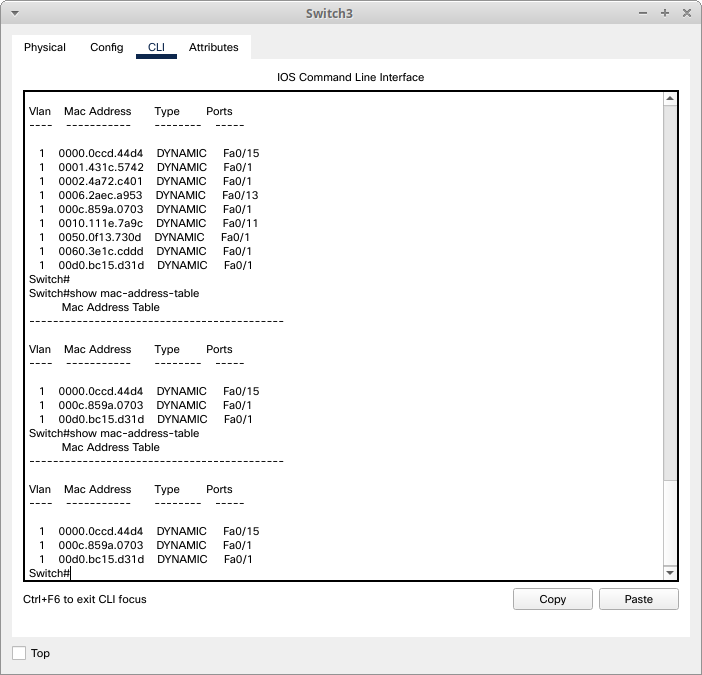 Switch3
Physical Config CLI Attributes
IOS Command Line Interface
Vlan Mac Address Type Ports
---- ----------- -------- -----
1 0000.0ccd.44d4 DYNAMIC Fa0/15
1 0001.431c.5742 DYNAMIC Fa0/1
1 0002.4a72.c401 DYNAMIC Fa0/1
1 0006.2aec.a953 DYNAMIC Fa0/13
1 000c.859a.0703 DYNAMIC Fa0/1
1 0010.111e.7a9c DYNAMIC Fa0/11
1 0050.0f13.730d DYNAMIC Fa0/1
1 0060.3e1c.cddd DYNAMIC Fa0/1
1 00d0.bc15.d31d DYNAMIC Fa0/1
Switch#
Switch#show mac-address-table
Mac Address Table
-------------------------------------------
Vlan Mac Address Type Ports
---- ----------- -------- -----
1 0000.0ccd.44d4 DYNAMIC Fa0/15
1 000c.859a.0703 DYNAMIC Fa0/1
1 00d0.bc15.d31d DYNAMIC Fa0/1
Switch#show mac-address-table
Mac Address Table
-------------------------------------------
Vlan Mac Address Type Ports
---- ----------- -------- -----
1 0000.0ccd.44d4 DYNAMIC Fa0/15
1 000c.859a.0703 DYNAMIC Fa0/1
1 00d0.bc15.d31d DYNAMIC Fa0/1
Switch#
Ctrl+F6 to exit CLI focus
Copy Paste
Top